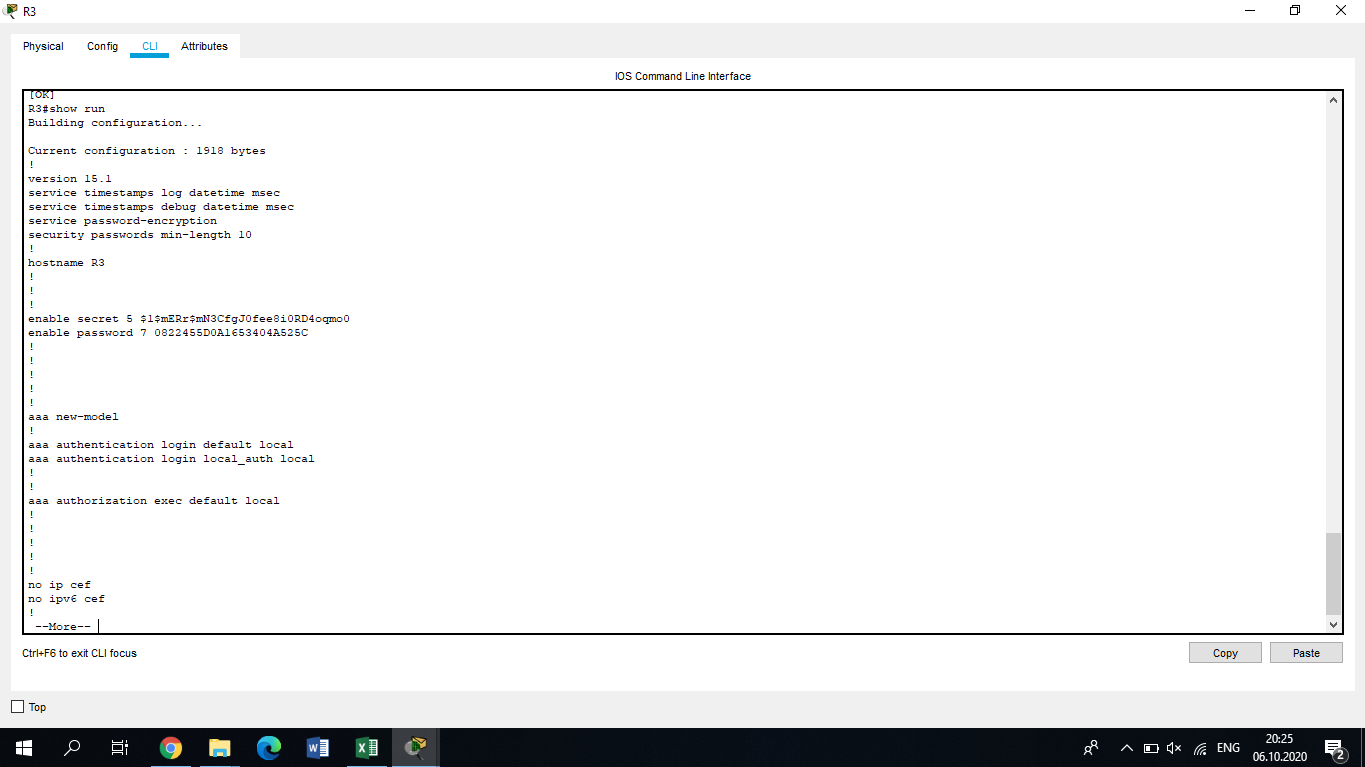 R3
Physical Config CLI Attributes
IOS Command Line Interface
[OK]
R3#show run
Building configuration...
Current configuration : 1918 bytes
!
version 15.1
service timestamps log datetime msec
service timestamps debug datetime msec
service password-encryption
security passwords min-length 10
!
hostname R3
!
!
!
enable secret 5 $1$mERr$mN3CfgJ0fee8i0RD4oqmo0
enable password 7 0822455D0A1653404A525C
!
!
!
!
!
aaa new-model
!
aaa authentication login default local
aaa authentication login local_auth local
!
!
aaa authorization exec default local
!
!
!
!
!
no ip cef
no ipv6 cef
!
--More--
Ctrl+F6 to exit CLI focus
Copy Paste
Top
ENG
20:25
06.10.2020
2